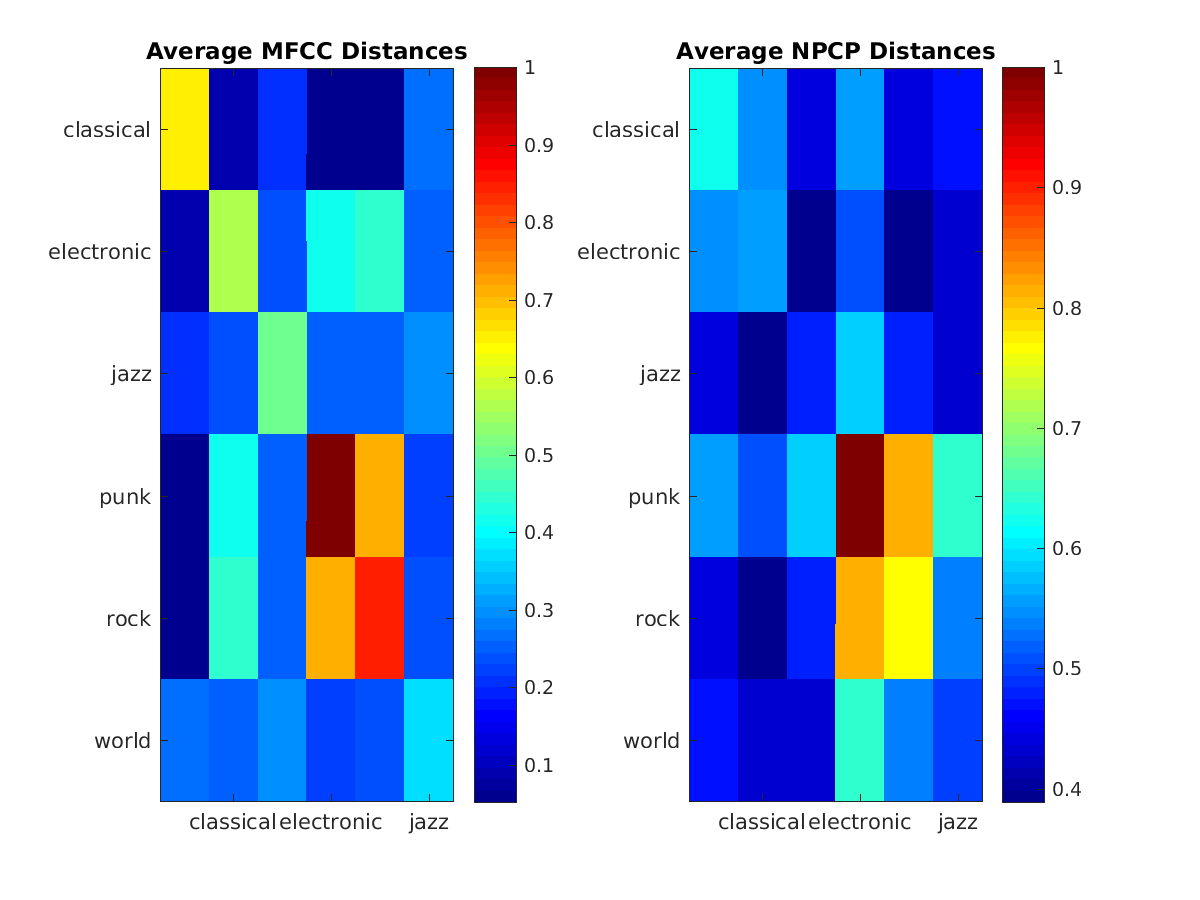 Average MFCC Distances
classical
electronic
jazz
punk
rock
world
classical electronic jazz
1
0.9
0.8
0.7
0.6
0.5
0.4
0.3
0.2
0.1
Average NPCP Distances
classical
electronic
jazz
punk
rock
world
classical electronic jazz
1
0.9
0.8
0.7
0.6
0.5
0.4